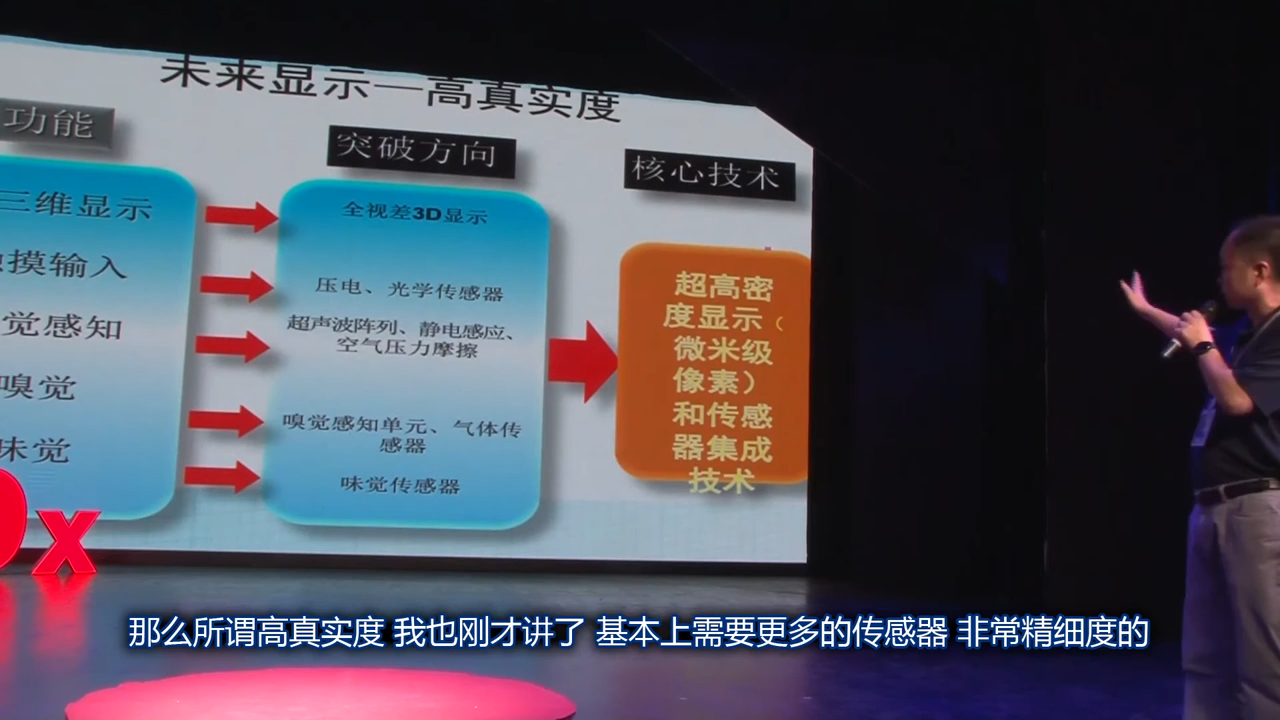 未来显示—高真实度
功能
突破方向
核心技术
三维显示
摸输入
觉感知
嗅觉
味觉
全视差3D显示
压电、光学传感器
超声波阵列、静电感应、
空气压力摩擦
嗅觉感知单元、气体传
感器
味觉传感器
超高密
度显示（
微米级
像素）
和传感
器集成
技术
x
那么所谓高真实度 我也刚才讲了 基本上需要更多的传感器 非常精细度的